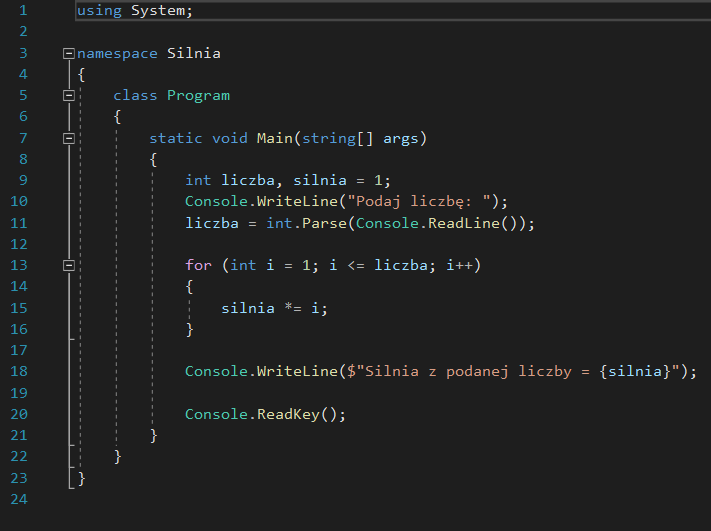 1 using System;
2
3 namespace Silnia
4 {
5 class Program
6 {
7 static void Main(string[] args)
8 {
9 int liczba, silnia = 1;
10 Console.WriteLine("Podaj liczbę: ");
11 liczba = int.Parse(Console.ReadLine());
12
13 for (int i = 1; i <= liczba; i++)
14 {
15 silnia *= i;
16 }
17
18 Console.WriteLine($"Silnia z podanej liczby = {silnia}");
19
20 Console.ReadKey();
21 }
22 }
23 }
24